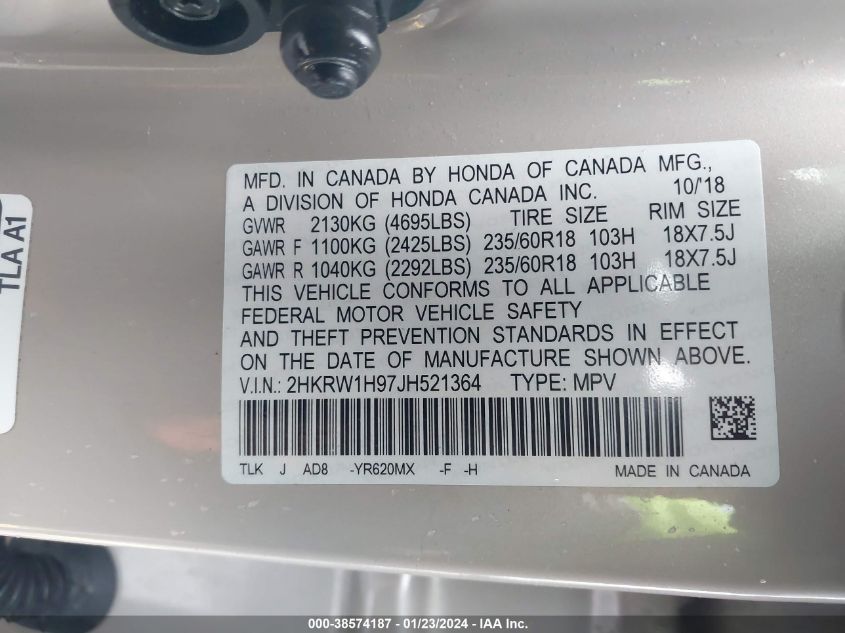 MFD. IN CANADA BY HONDA OF CANADA MFG.,
A DIVISION OF HONDA CANADA INC. 10/'18
GVWR 2130KG (4695LBS) TIRE SIZE RIM SIZE
GAWR F 1100KG (2425LBS) 235/60R18 103H 18X7.5J
GAWR R 1040KG (2292LBS) 235/60R18 103H 18X7.5J
THIS VEHICLE CONFORMS TO ALL APPLICABLE
FEDERAL MOTOR VEHICLE SAFETY
AND THEFT PREVENTION STANDARDS IN EFFECT
ON THE DATE OF MANUFACTURE SHOWN ABOVE.
V.I.N.: 2HKRW1H97JH521364 TYPE: MPV
TLK J AD8 -YR620MX -F -H MADE IN CANADA
TLA A1
000-38574187 - 01/23/2024 - IAA Inc.